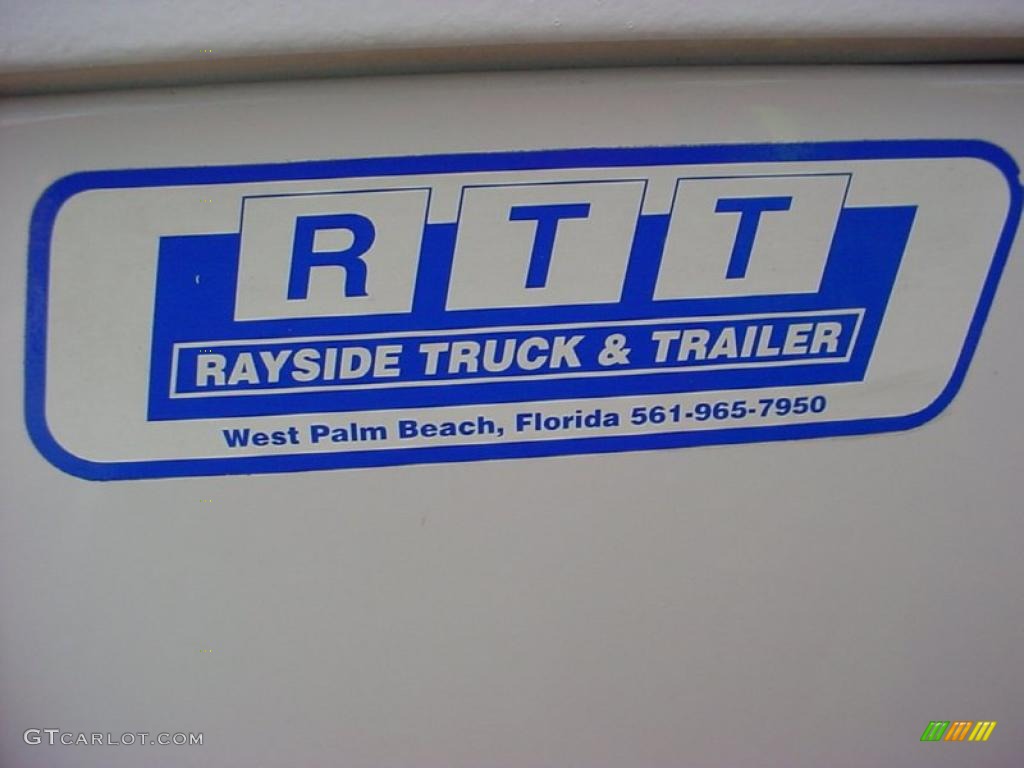 RTT
RAYSIDE TRUCK & TRAILER
West Palm Beach, Florida 561-965-7950
GTCARLOT.COM